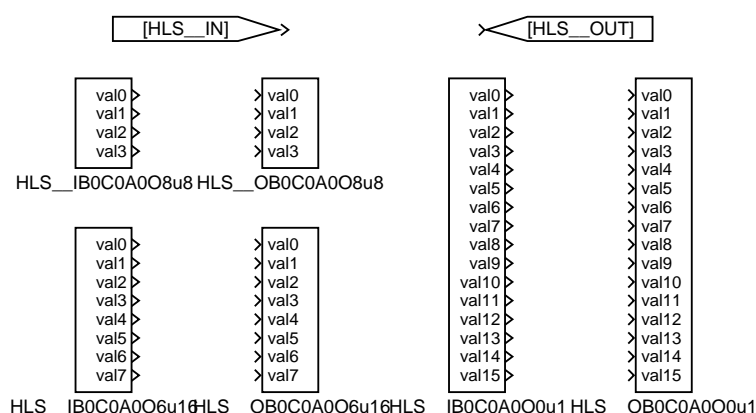 [HLS__IN] [HLS__OUT]
val0 val0 val0 val0
val1 val1 val1 val1
val2 val2 val2 val2
val3 val3 val3 val3
val4 val4
val5 val5
HLS__IB0C0A0O8u8 HLS__OB0C0A0O8u8
val6 val6
val7 val7
val0 val0 val8 val8
val1 val1 val9 val9
val2 val2 val10 val10
val3 val3 val11 val11
val4 val4 val12 val12
val5 val5 val13 val13
val6 val6 val14 val14
val7 val7 val15 val15
HLS IB0C0A0O6u16 HLS OB0C0A0O6u16 HLS IB0C0A0O0u1 HLS OB0C0A0O0u1